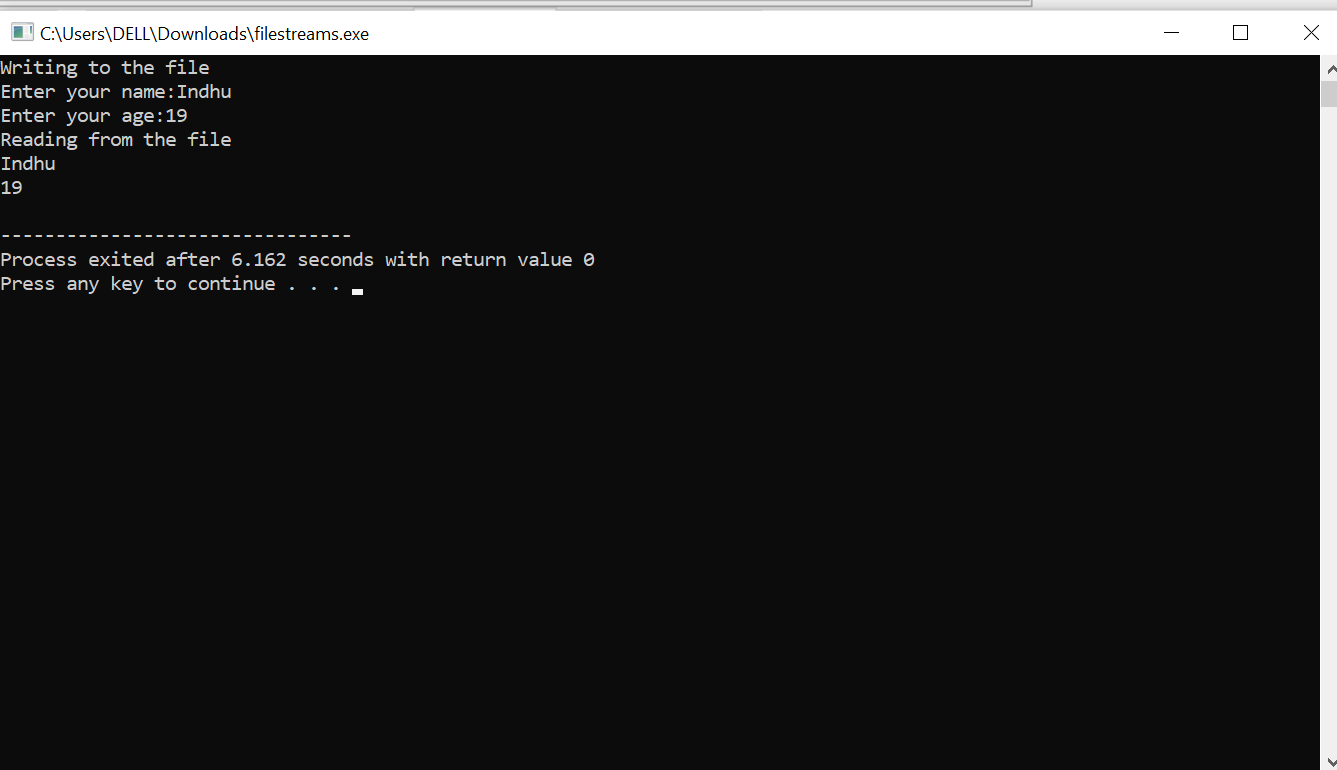 C:\Users\DELL\Downloads\filestreams.exe
Writing to the file
Enter your name:Indhu
Enter your age:19
Reading from the file
Indhu
19
--------------------------------
Process exited after 6.162 seconds with return value 0
Press any key to continue . . .